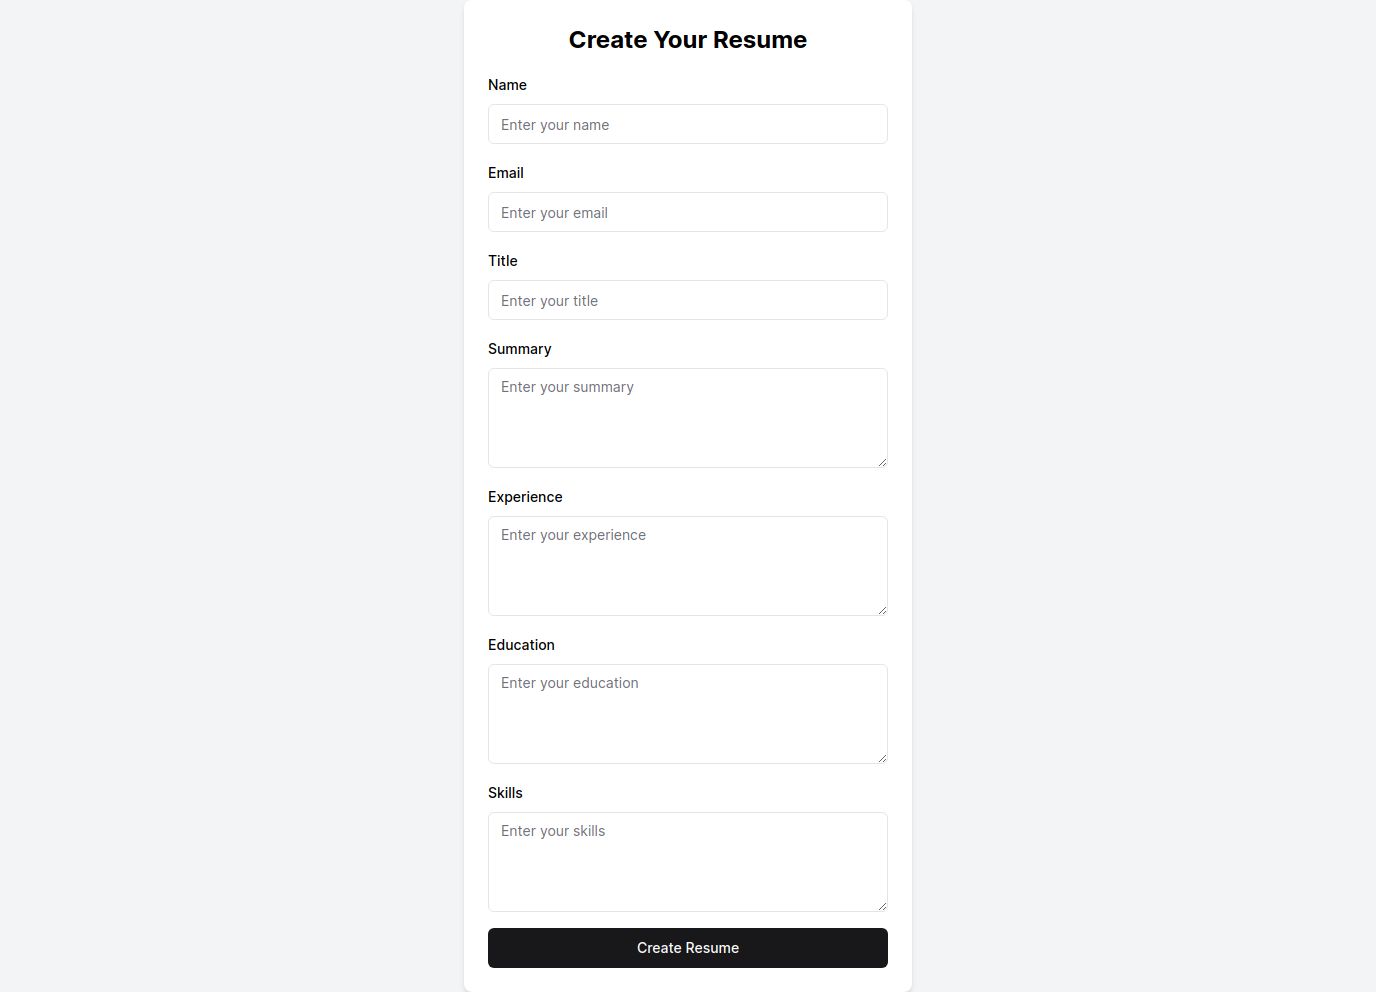 Create Your Resume
Name
Enter your name
Email
Enter your email
Title
Enter your title
Summary
Enter your summary
Experience
Enter your experience
Education
Enter your education
Skills
Enter your skills
Create Resume